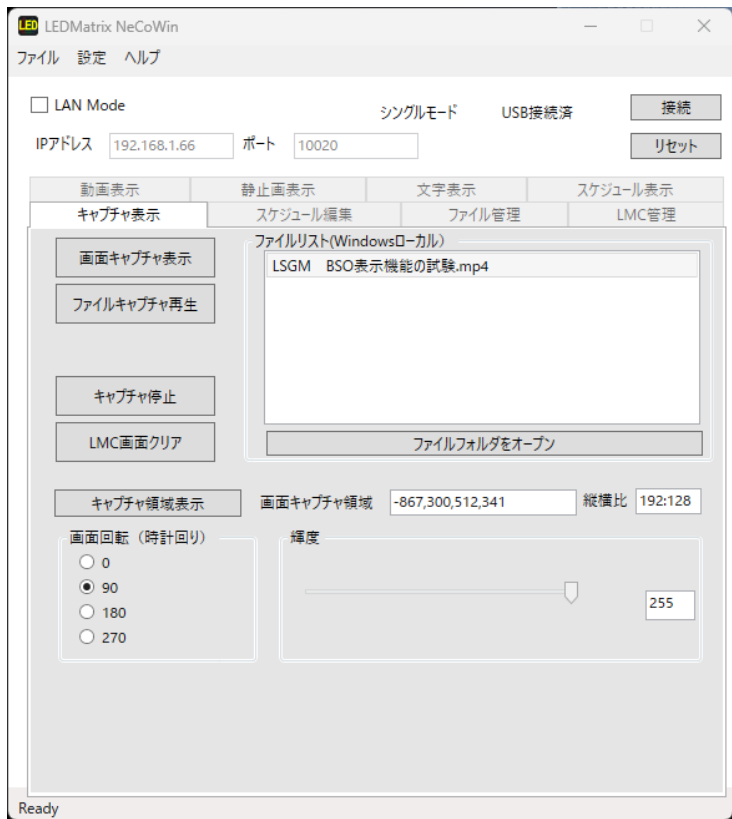 LED LEDMatrix NeCoWin
ファイル 設定 ヘルプ
LAN Mode シングルモード USB接続済 接続
IPアドレス 192.168.1.66 ポート 10020 リセット
動画表示 静止画表示 文字表示 スケジュール表示
キャプチャ表示 スケジュール編集 ファイル管理 LMC管理
画面キャプチャ表示
ファイルキャプチャ再生
キャプチャ停止
LMC画面クリア
ファイルリスト(Windowsローカル)
LSGM BSO表示機能の試験.mp4
ファイルフォルダをオープン
キャプチャ領域表示 画面キャプチャ領域 -867,300,512,341 縦横比 192:128
画面回転（時計回り）
0
90
180
270
輝度
255
Ready